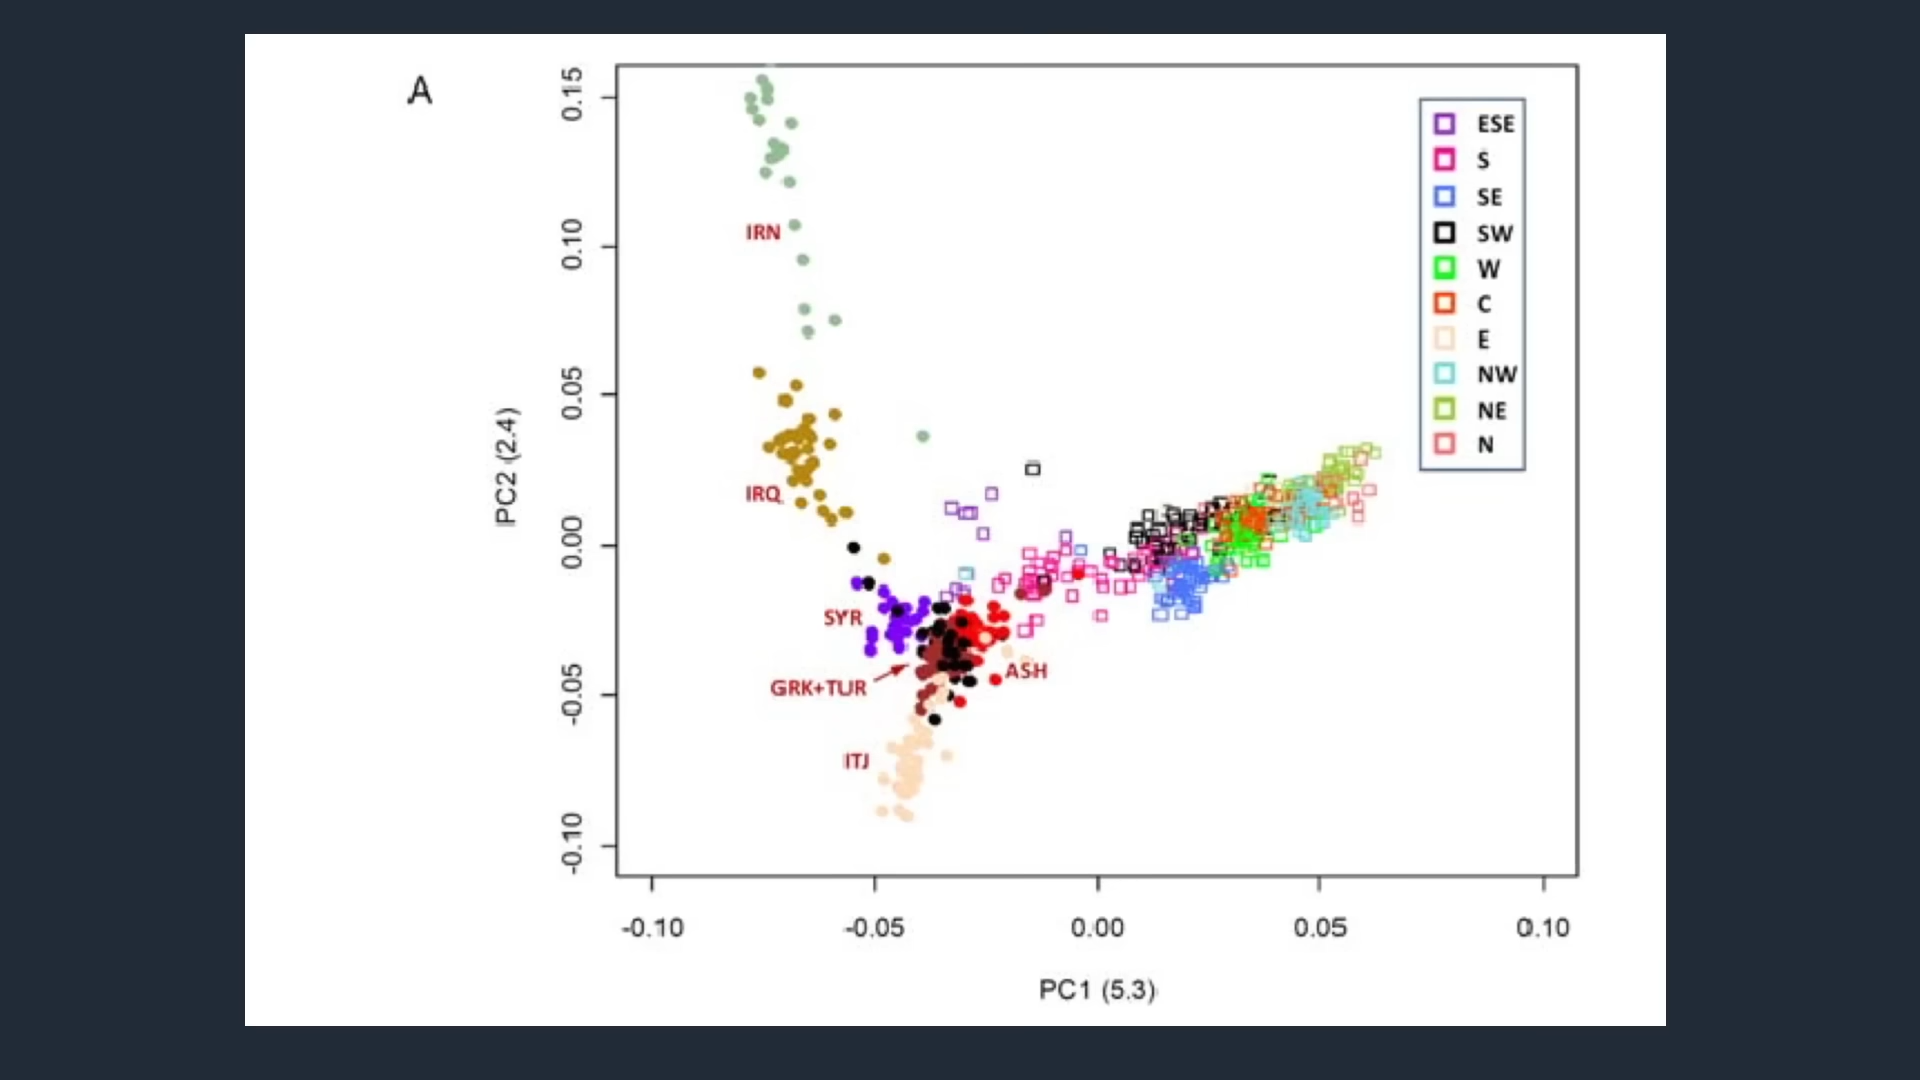 A
ESE
S
SE
SW
W
C
E
NW
NE
N
0.15
0.10
0.05
0.00
-0.05
-0.10
PC2 (2.4)
IRN
IRQ
SYR
GRK+TUR
ASH
ITJ
-0.10
-0.05
0.00
0.05
0.10
PC1 (5.3)